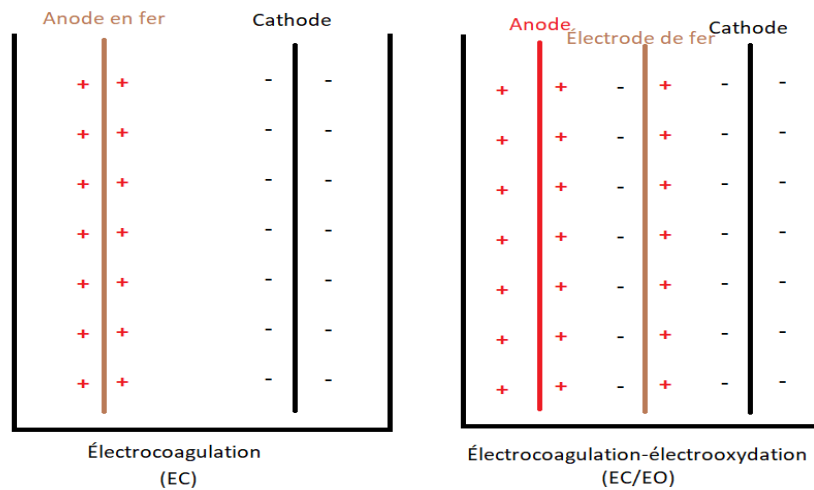 Anode en fer
Cathode
Électrocoagulation
(EC)
Anode
Électrode de fer
Cathode
Électrocoagulation-électrooxydation
(EC/EO)